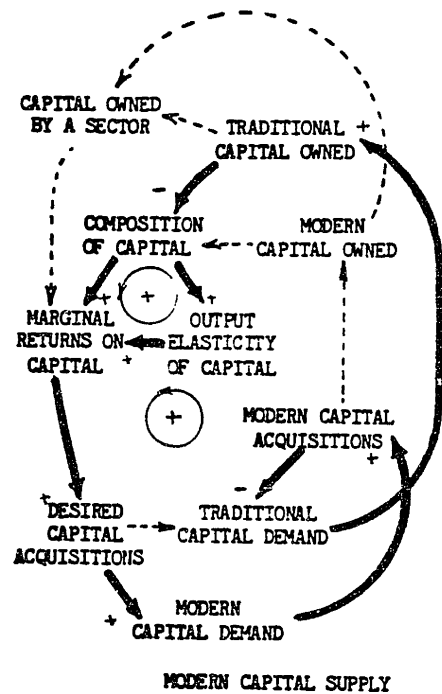 CAPITAL OWNED
BY A SECTOR
TRADITIONAL +
CAPITAL OWNED
-
COMPOSITION
OF CAPITAL
MODERN
CAPITAL OWNED
+
+
+
MARGINAL
RETURNS ON
CAPITAL
+
OUTPUT
ELASTICITY
OF CAPITAL
+
MODERN CAPITAL
ACQUISITIONS
+
-
+
DESIRED
CAPITAL
ACQUISITIONS
TRADITIONAL
CAPITAL DEMAND
+
MODERN
CAPITAL DEMAND
MODERN CAPITAL SUPPLY